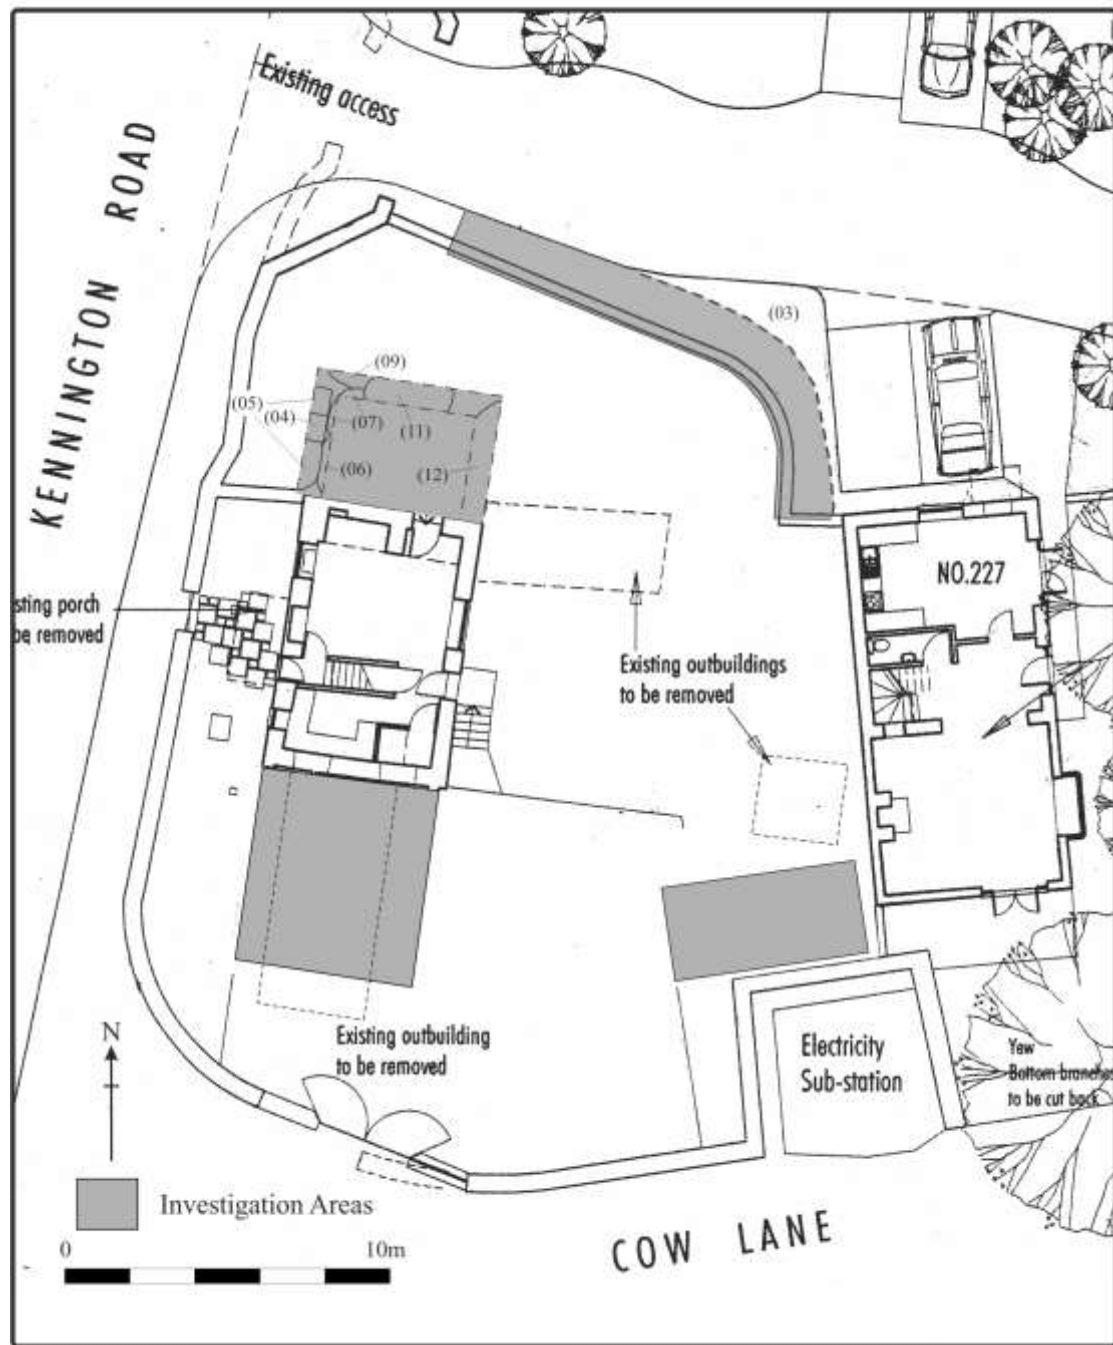 Existing access
KENNINGTON ROAD
(03)
(09)
(05)
(04)
(07)
(11)
(06)
(12)
NO.227
sting porch
be removed
Existing outbuildings
to be removed
Existing outbuilding
to be removed
Electricity
Sub-station
Yew
Bottom branches
to be cut back
N
Investigation Areas
0 10m
COW LANE